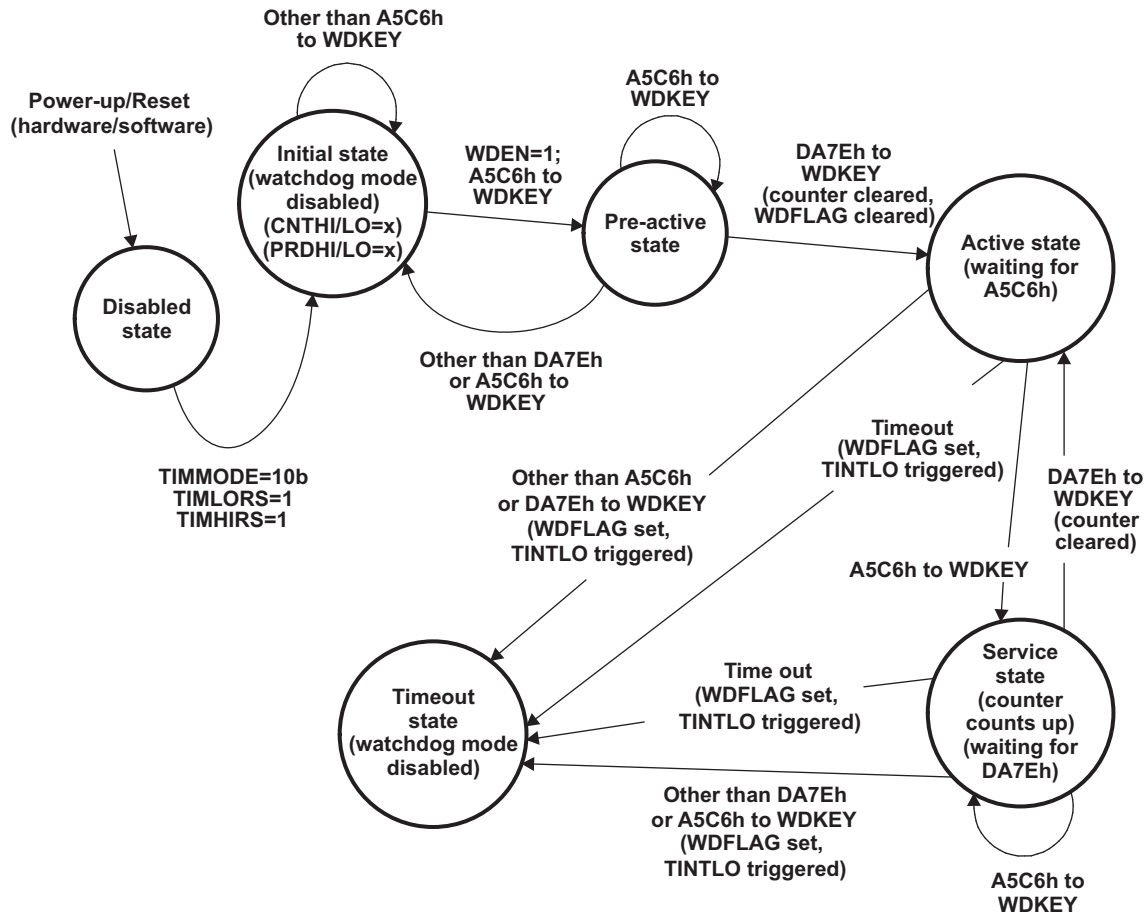 Other than A5C6h
to WDKEY
Power-up/Reset
(hardware/software)
Initial state
(watchdog mode
disabled)
(CNTHI/LO=x)
(PRDHI/LO=x)
WDEN=1;
A5C6h to
WDKEY
A5C6h to
WDKEY
Pre-active
state
DA7Eh to
WDKEY
(counter cleared,
WDFLAG cleared)
Active state
(waiting for
A5C6h)
Disabled
state
Other than DA7Eh
or A5C6h to
WDKEY
TIMMODE=10b
TIMLORS=1
TIMHIRS=1
Other than A5C6h
or DA7Eh to WDKEY
(WDFLAG set,
TINTLO triggered)
Timeout
(WDFLAG set,
TINTLO triggered)
DA7Eh to
WDKEY
(counter
cleared)
A5C6h to WDKEY
Timeout
state
(watchdog mode
disabled)
Time out
(WDFLAG set,
TINTLO triggered)
Service
state
(counter
counts up)
(waiting for
DA7Eh)
Other than DA7Eh
or A5C6h to WDKEY
(WDFLAG set,
TINTLO triggered)
A5C6h to
WDKEY